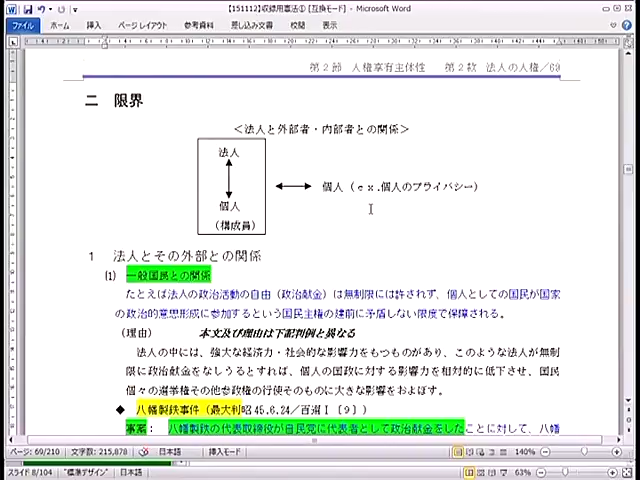 【151112】収録用憲法① [互換モード] - Microsoft Word
ファイル ホーム 挿入 ページ レイアウト 参考資料 差し込み文書 校閲 表示
第2節 人権享有主体性 第2款 法人の人権／69
二 限界
＜法人と外部者・内部者との関係＞
法人
個人（ｅｘ.個人のプライバシー）
個人
（構成員）
1 法人とその外部との関係
(1) 一般国民との関係
たとえば法人の政治活動の自由（政治献金）は無制限には許されず、個人としての国民が国家
の政治的意思形成に参加するという国民主権の建前に矛盾しない限度で保障される。
（理由） 本文及び理由は下記判例と異なる
法人の中には、強大な経済力・社会的な影響力をもつものがあり、このような法人が無制
限に政治献金をなしうるとすれば、個人の国政に対する影響力を相対的に低下させ、国民
個々の選挙権その他参政権の行使そのものに大きな影響をおよぼす。
◆ 八幡製鉄事件（最大判昭45.6.24／百選Ⅰ［9］）
事案： 八幡製鉄の代表取締役が自民党に代表者として政治献金をしたことに対して、八幡
ページ: 69/210 文字数: 215,878 日本語 挿入モード 140%
スライド 8/104 "標準デザイン" 日本語 63%